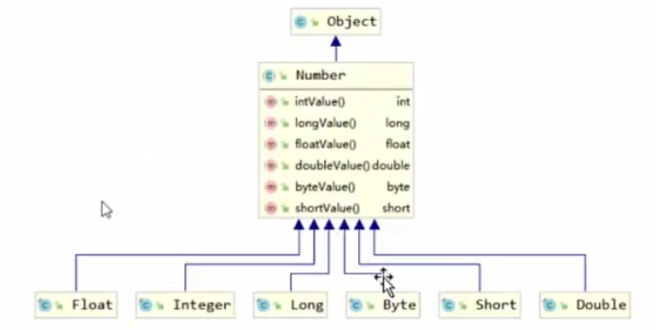 Object
Number
intValue() int
longValue() long
floatValue() float
doubleValue() double
byteValue() byte
shortValue() short
Float Integer Long Byte Short Double